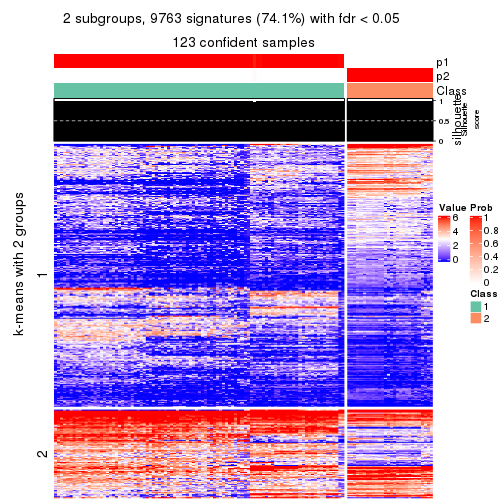 2 subgroups, 9763 signatures (74.1%) with fdr < 0.05
123 confident samples
p1
p2
Class
1
0.5
0
silhouette
Silhouette
score
k-means with 2 groups
1
2
Value
6
4
2
0
Prob
1
0.8
0.6
0.4
0.2
0
Class
1
2